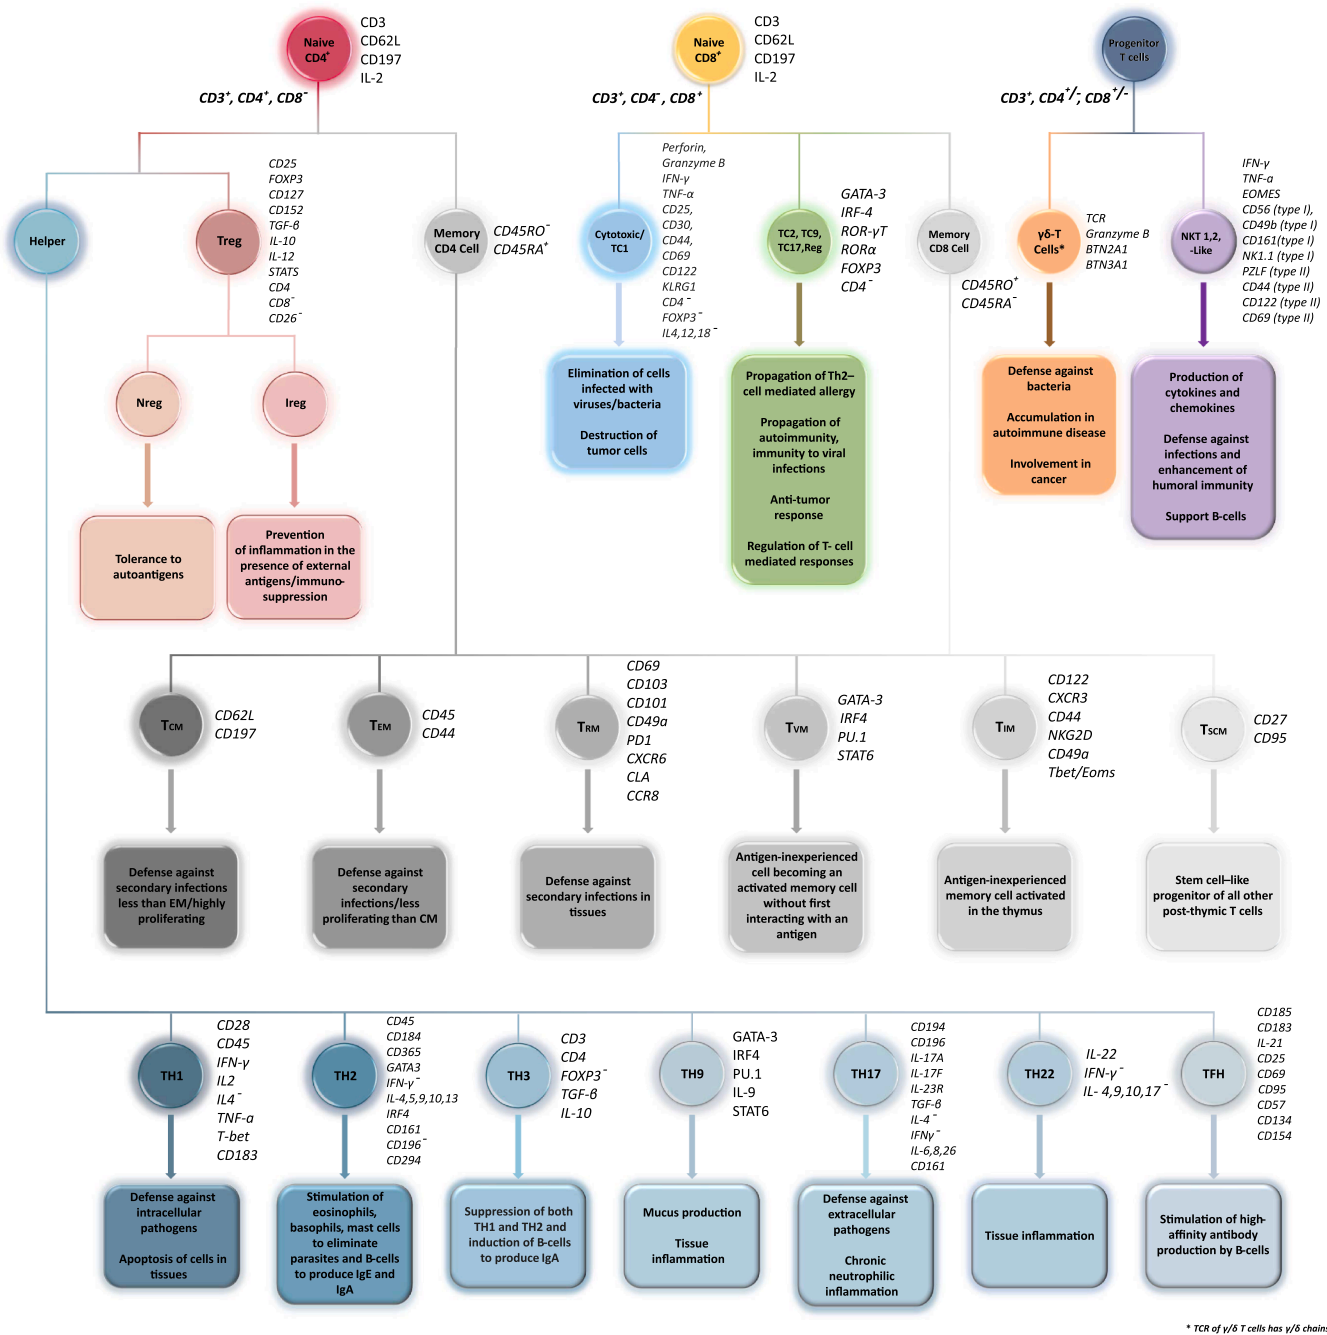 Naive
CD4⁺
CD3
CD62L
CD197
IL-2
CD3⁺, CD4⁺, CD8⁻
Naive
CD8⁺
CD3
CD62L
CD197
IL-2
CD3⁺, CD4⁻, CD8⁺
Progenitor
T cells
CD3⁺, CD4⁺/⁻, CD8⁺/⁻
Helper
Treg
CD25
FOXP3
CD127
CD152
TGF-ϐ
IL-10
IL-12
STATS
CD4
CD8⁻
CD26⁻
Memory
CD4 Cell
CD45RO⁻
CD45RA⁺
Cytotoxic/
TC1
Perforin,
Granzyme B
IFN-γ
TNF-α
CD25,
CD30,
CD44,
CD69
CD122
KLRG1
CD4⁻
FOXP3⁻
IL4,12,18⁻
TC2, TC9,
TC17,Reg
GATA-3
IRF-4
ROR-γT
RORα
FOXP3
CD4⁻
Memory
CD8 Cell
CD45RO⁺
CD45RA⁻
γδ-T
Cells*
TCR
Granzyme B
BTN2A1
BTN3A1
NKT 1,2,
-Like
IFN-γ
TNF-α
EOMES
CD56 (type I),
CD49b (type I)
CD161(type I)
NK1.1 (type I)
PZLF (type II)
CD44 (type II)
CD122 (type II)
CD69 (type II)
Nreg
Ireg
Tolerance to
autoantigens
Prevention
of inflammation in the
presence of external
antigens/immuno-
suppression
Elimination of cells
infected with
viruses/bacteria
Destruction of
tumor cells
Propagation of Th2–
cell mediated allergy
Propagation of
autoimmunity,
immunity to viral
infections
Anti-tumor
response
Regulation of T- cell
mediated responses
Defense against
bacteria
Accumulation in
autoimmune disease
Involvement in
cancer
Production of
cytokines and
chemokines
Defense against
infections and
enhancement of
humoral immunity
Support B-cells
TCM
CD62L
CD197
TEM
CD45
CD44
TRM
CD69
CD103
CD101
CD49a
PD1
CXCR6
CLA
CCR8
TVM
GATA-3
IRF4
PU.1
STAT6
TIM
CD122
CXCR3
CD44
NKG2D
CD49a
Tbet/Eoms
TSCM
CD27
CD95
Defense against
secondary infections
less than EM/highly
proliferating
Defense against
secondary
infections/less
proliferating than CM
Defense against
secondary infections in
tissues
Antigen-inexperienced
cell becoming an
activated memory cell
without first
interacting with an
antigen
Antigen-inexperienced
memory cell activated
in the thymus
Stem cell–like
progenitor of all other
post-thymic T cells
TH1
CD28
CD45
IFN-γ
IL2
IL4⁻
TNF-α
T-bet
CD183
TH2
CD45
CD184
CD365
GATA3
IFN-γ⁻
IL-4,5,9,10,13
IRF4
CD161
CD196⁻
CD294
TH3
CD3
CD4
FOXP3⁻
TGF-ϐ
IL-10
TH9
GATA-3
IRF4
PU.1
IL-9
STAT6
TH17
CD194
CD196
IL-17A
IL-17F
IL-23R
TGF-ϐ
IL-4⁻
IFNγ⁻
IL-6,8,26
CD161
TH22
IL-22
IFN-γ⁻
IL- 4,9,10,17⁻
TFH
CD185
CD183
IL-21
CD25
CD69
CD95
CD57
CD134
CD154
Defense against
intracellular
pathogens
Apoptosis of cells in
tissues
Stimulation of
eosinophils,
basophils, mast cells
to eliminate
parasites and B-cells
to produce IgE and
IgA
Suppression of both
TH1 and TH2 and
induction of B-cells
to produce IgA
Mucus production
Tissue
inflammation
Defense against
extracellular
pathogens
Chronic
neutrophilic
inflammation
Tissue inflammation
Stimulation of high-
affinity antibody
production by B-cells
* TCR of γ/δ T cells has γ/δ chains